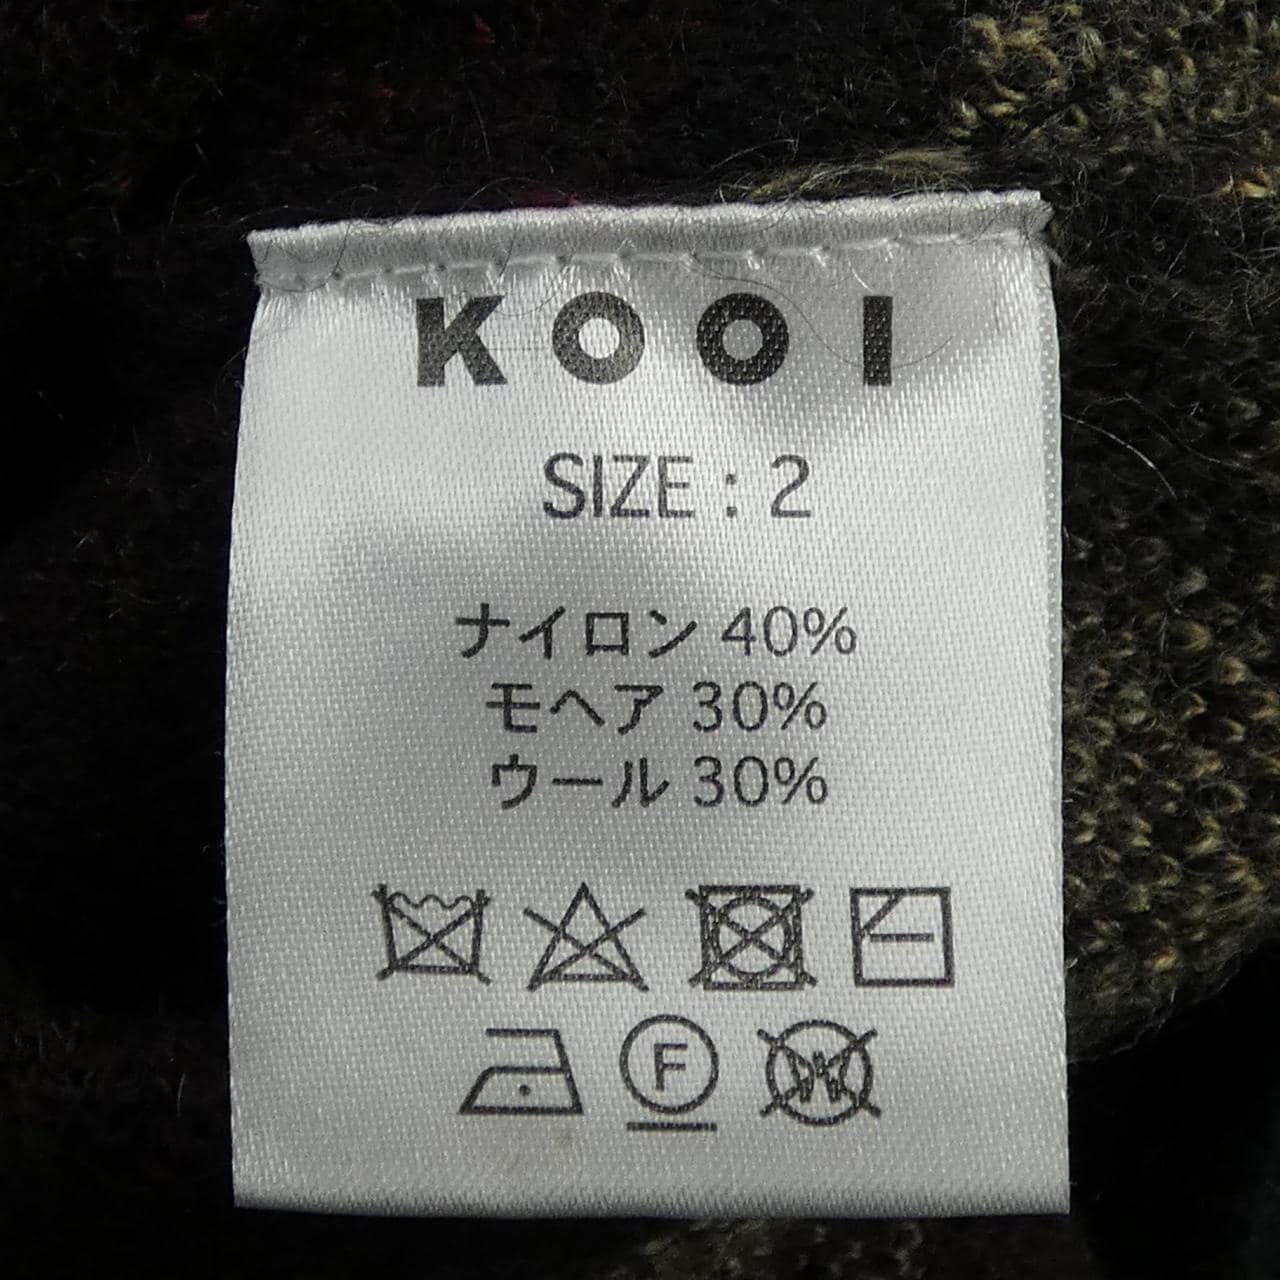 KOOI
SIZE : 2
ナイロン 40%
モヘア 30%
ウール 30%
F
W